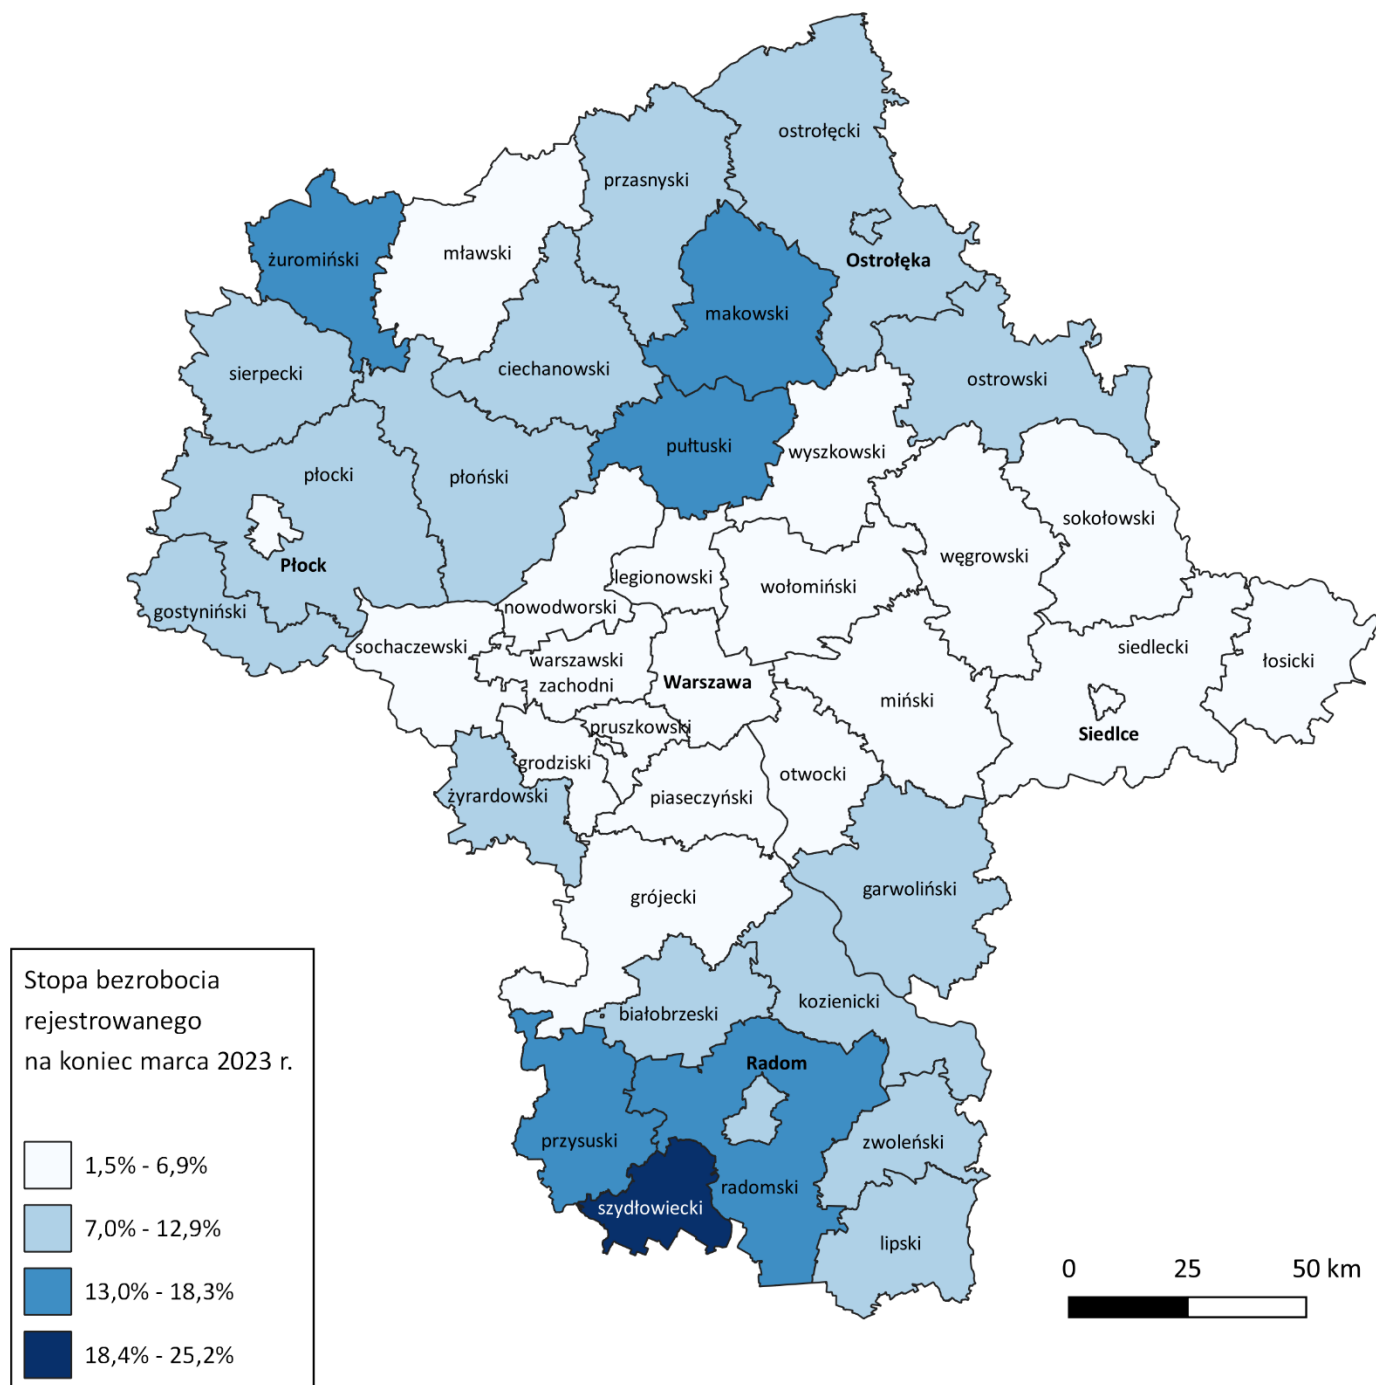 ostrołęcki
przasnyski
żuromiński
mławski
Ostrołęka
makowski
sierpecki
ciechanowski
ostrowski
pułtuski
wyszkowski
płocki
płoński
sokołowski
węgrowski
Płock
legionowski
wołomiński
gostyniński
nowodworski
sochaczewski
siedlecki
warszawski
zachodni
łosicki
Warszawa
miński
pruszkowski
Siedlce
grodziski
otwocki
żyrardowski
piaseczyński
garwoliński
grójecki
kozienicki
białobrzeski
Radom
przysuski
zwoleński
radomski
szydłowiecki
lipski
Stopa bezrobocia
rejestrowanego
na koniec marca 2023 r.
1,5% - 6,9%
7,0% - 12,9%
13,0% - 18,3%
18,4% - 25,2%
0 25 50 km